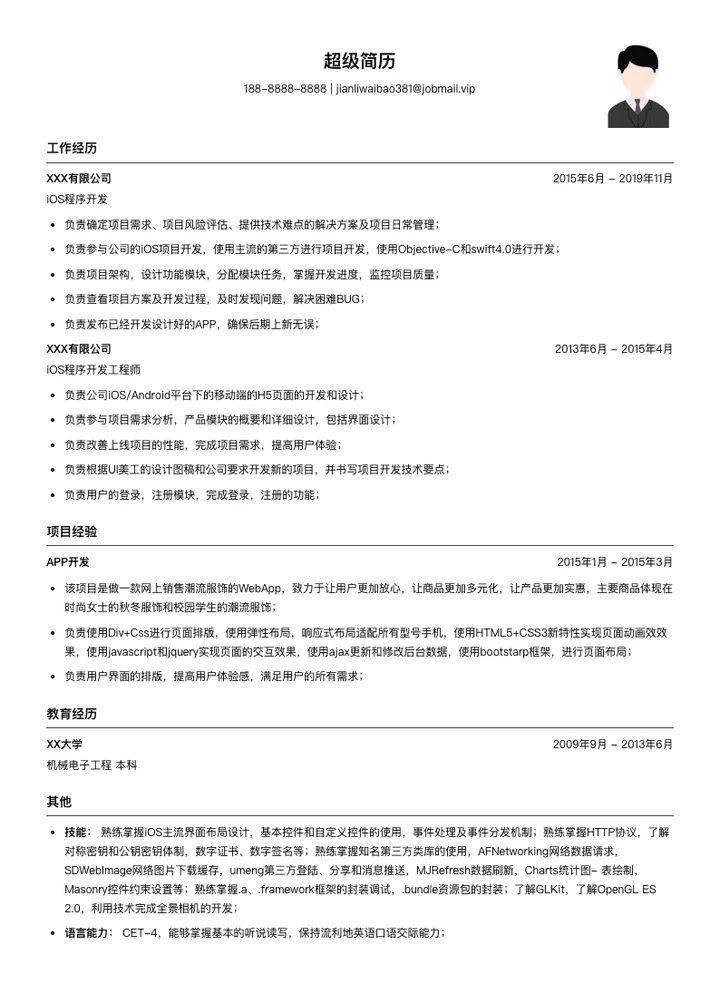 超级简历
188-8888-8888 | jianliwaibao381@jobmail.vip
工作经历
XXX有限公司 2015年6月 - 2019年11月
iOS程序开发
• 负责确定项目需求、项目风险评估、提供技术难点的解决方案及项目日常管理；
• 负责参与公司的iOS项目开发，使用主流的第三方进行项目开发，使用Objective-C和swift4.0进行开发；
• 负责项目架构，设计功能模块，分配模块任务，掌握开发进度，监控项目质量；
• 负责查看项目方案及开发过程，及时发现问题，解决困难BUG；
• 负责发布已经开发设计好的APP，确保后期上新无误；
XXX有限公司 2013年6月 - 2015年4月
iOS程序开发工程师
• 负责公司iOS/Android平台下的移动端的H5页面的开发和设计；
• 负责参与项目需求分析，产品模块的概要和详细设计，包括界面设计；
• 负责改善上线项目的性能，完成项目需求，提高用户体验；
• 负责根据UI美工的设计图稿和公司要求开发新的项目，并书写项目开发技术要点；
• 负责用户的登录，注册模块，完成登录，注册的功能；
项目经验
APP开发 2015年1月 - 2015年3月
• 该项目是做一款网上销售潮流服饰的WebApp，致力于让用户更加放心，让商品更加多元化，让产品更加实惠，主要商品体现在
时尚女士的秋冬服饰和校园学生的潮流服饰；
• 负责使用Div+Css进行页面排版，使用弹性布局，响应式布局适配所有型号手机，使用HTML5+CSS3新特性实现页面动画效效
果，使用javascript和jquery实现页面的交互效果，使用ajax更新和修改后台数据，使用bootstarp框架，进行页面布局；
• 负责用户界面的排版，提高用户体验感，满足用户的所有需求；
教育经历
XX大学 2009年9月 - 2013年6月
机械电子工程 本科
其他
• 技能： 熟练掌握iOS主流界面布局设计，基本控件和自定义控件的使用，事件处理及事件分发机制；熟练掌握HTTP协议，了解
对称密钥和公钥密钥体制，数字证书、数字签名等；熟练掌握知名第三方类库的使用，AFNetworking网络数据请求，
SDWebImage网络图片下载缓存，umeng第三方登陆、分享和消息推送，MJRefresh数据刷新，Charts统计图- 表绘制，
Masonry控件约束设置等；熟练掌握.a、.framework框架的封装调试，.bundle资源包的封装；了解GLKit，了解OpenGL ES
2.0，利用技术完成全景相机的开发；
• 语言能力： CET-4，能够掌握基本的听说读写，保持流利地英语口语交际能力；